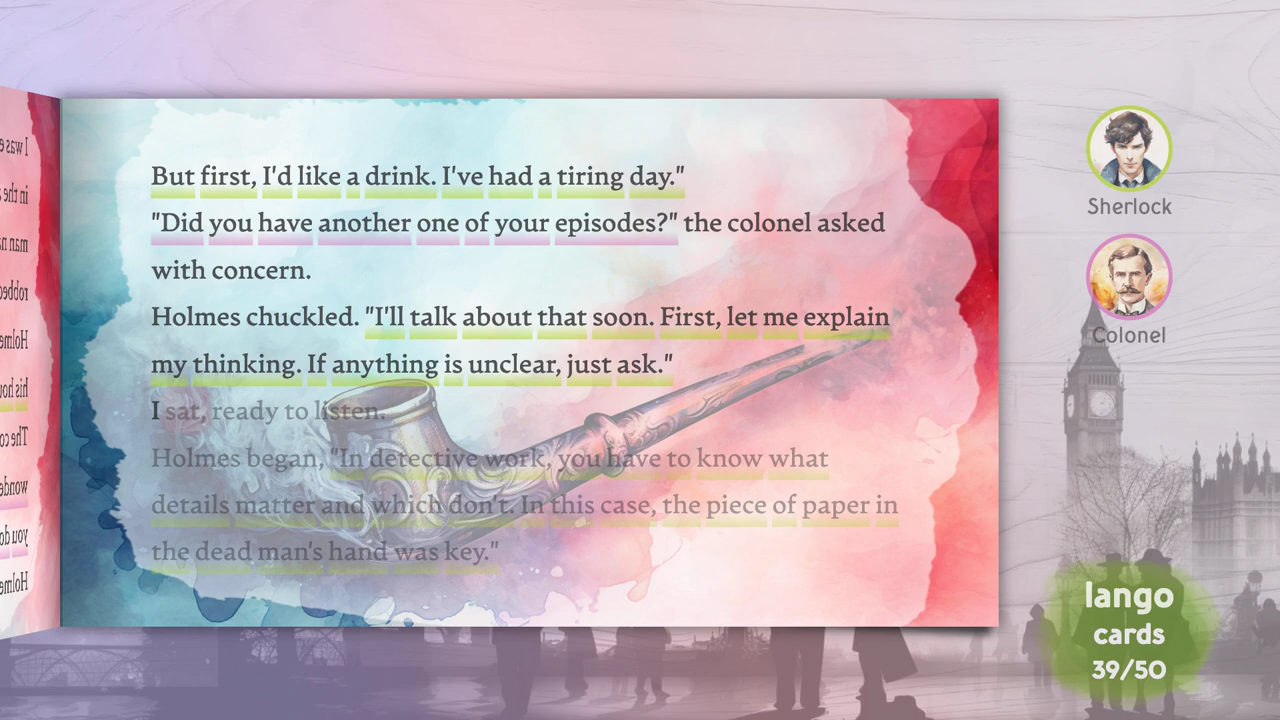 But first, I'd like a drink. I've had a tiring day."
"Did you have another one of your episodes?" the colonel asked
with concern.
Holmes chuckled. "I'll talk about that soon. First, let me explain
my thinking. If anything is unclear, just ask."
I sat, ready to listen.
Holmes began, "In detective work, you have to know what
details matter and which don't. In this case, the piece of paper in
the dead man's hand was key."
Sherlock
Colonel
lango
cards
39/50